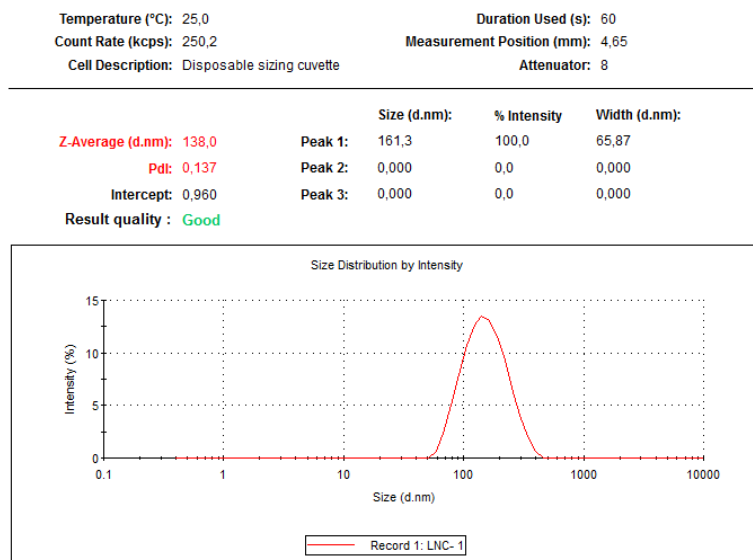 Temperature (°C): 25,0 Duration Used (s): 60
Count Rate (kcps): 250,2 Measurement Position (mm): 4,65
Cell Description: Disposable sizing cuvette Attenuator: 8
Size (d.nm): % Intensity Width (d.nm):
Z-Average (d.nm): 138,0 Peak 1: 161,3 100,0 65,87
PdI: 0,137 Peak 2: 0,000 0,0 0,000
Intercept: 0,960 Peak 3: 0,000 0,0 0,000
Result quality : Good
Size Distribution by Intensity
15
10
5
0
Intensity (%)
0.1 1 10 100 1000 10000
Size (d.nm)
Record 1: LNC- 1